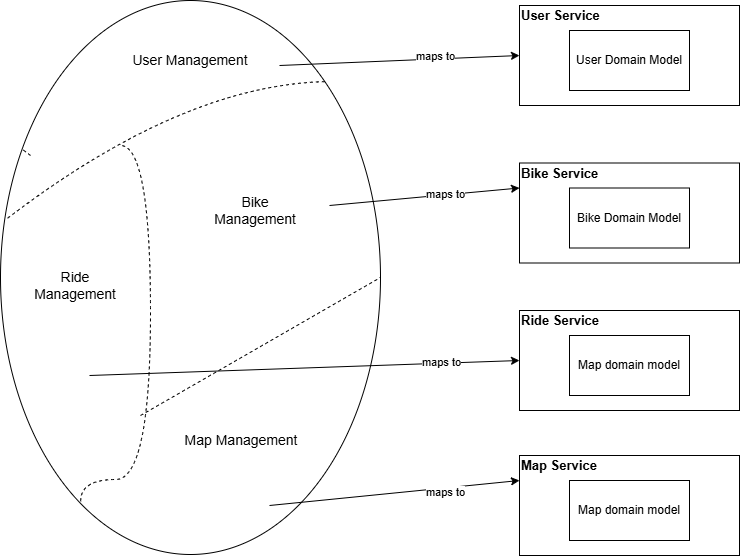 User Management
maps to
User Service
User Domain Model
Bike
Management
maps to
Bike Service
Bike Domain Model
Ride
Management
maps to
Ride Service
Map domain model
Map Management
maps to
Map Service
Map domain model